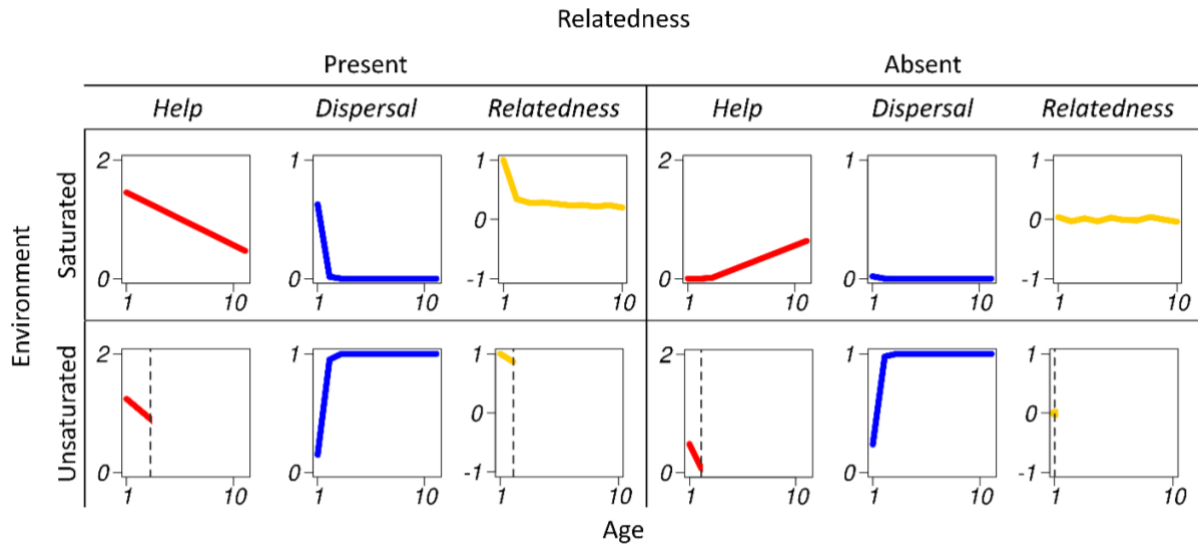 Relatedness
Present Absent
Help Dispersal Relatedness Help Dispersal Relatedness
Environment
Saturated
2 1 1 2 1 1
0 0
0 0 -1 0 0 -1
1 10 1 10 1 10 1 10 1 10 1 10
Unsaturated
2 1 1 2 1 1
0 0
0 0 -1 0 0 -1
1 10 1 10 1 10 1 10 1 10 1 10
Age